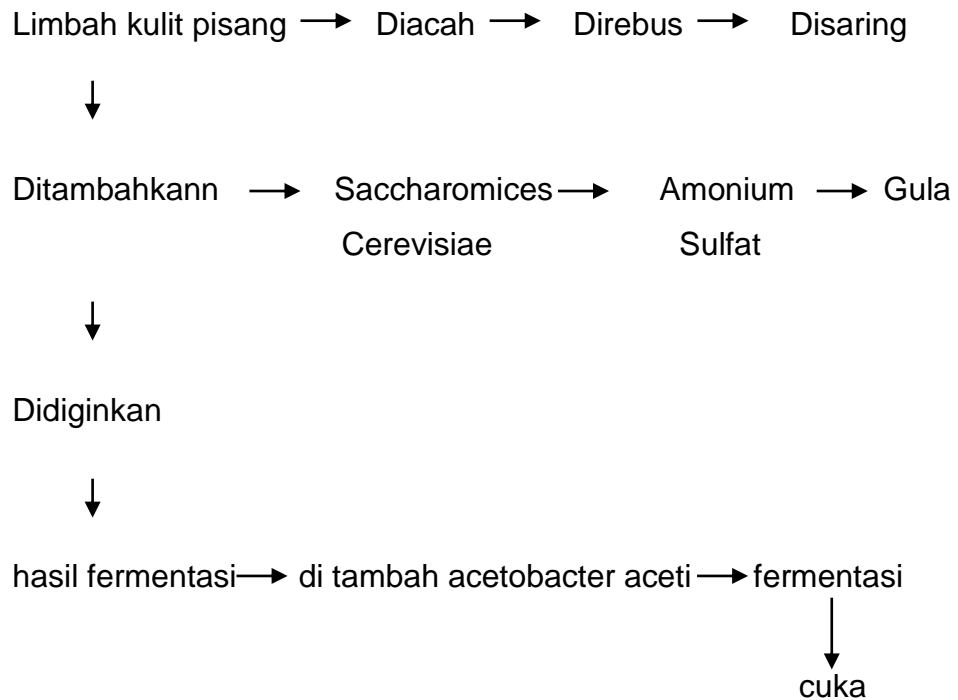 Limbah kulit pisang Diacah Direbus Disaring
Ditambahkann Saccharomices Amonium Gula
Cerevisiae Sulfat
Didiginkan
hasil fermentasi di tambah acetobacter aceti fermentasi
cuka